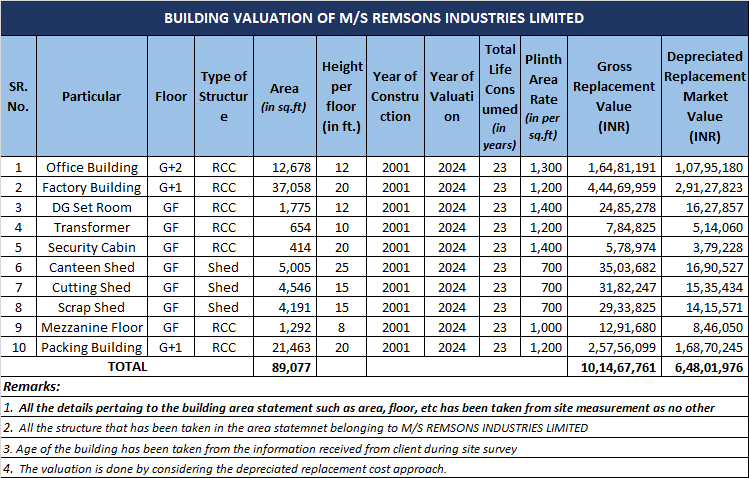 BUILDING VALUATION OF M/S REMSONS INDUSTRIES LIMITED
SR. No. Particular Floor Type of Structure Area (in sq.ft) Height per floor (in ft.) Year of Construction Year of Valuation Total Life Consumed (in years) Plinth Area Rate (in per sq.ft) Gross Replacement Value (INR) Depreciated Replacement Market Value (INR)
1 Office Building G+2 RCC 12,678 12 2001 2024 23 1,300 1,64,81,191 1,07,95,180
2 Factory Building G+1 RCC 37,058 20 2001 2024 23 1,200 4,44,69,959 2,91,27,823
3 DG Set Room GF RCC 1,775 12 2001 2024 23 1,400 24,85,278 16,27,857
4 Transformer GF RCC 654 10 2001 2024 23 1,200 7,84,825 5,14,060
5 Security Cabin GF RCC 414 20 2001 2024 23 1,400 5,78,974 3,79,228
6 Canteen Shed GF Shed 5,005 25 2001 2024 23 700 35,03,682 16,90,527
7 Cutting Shed GF Shed 4,546 15 2001 2024 23 700 31,82,247 15,35,434
8 Scrap Shed GF Shed 4,191 15 2001 2024 23 700 29,33,825 14,15,571
9 Mezzanine Floor GF RCC 1,292 8 2001 2024 23 1,000 12,91,680 8,46,050
10 Packing Building G+1 RCC 21,463 20 2001 2024 23 1,200 2,57,56,099 1,68,70,245
TOTAL 89,077 10,14,67,761 6,48,01,976
Remarks:
1. All the details pertaining to the building area statement such as area, floor, etc has been taken from site measurement as no other
2. All the structure that has been taken in the area statemnet belonging to M/S REMSONS INDUSTRIES LIMITED
3. Age of the building has been taken from the information received from client during site survey
4. The valuation is done by considering the depreciated replacement cost approach.